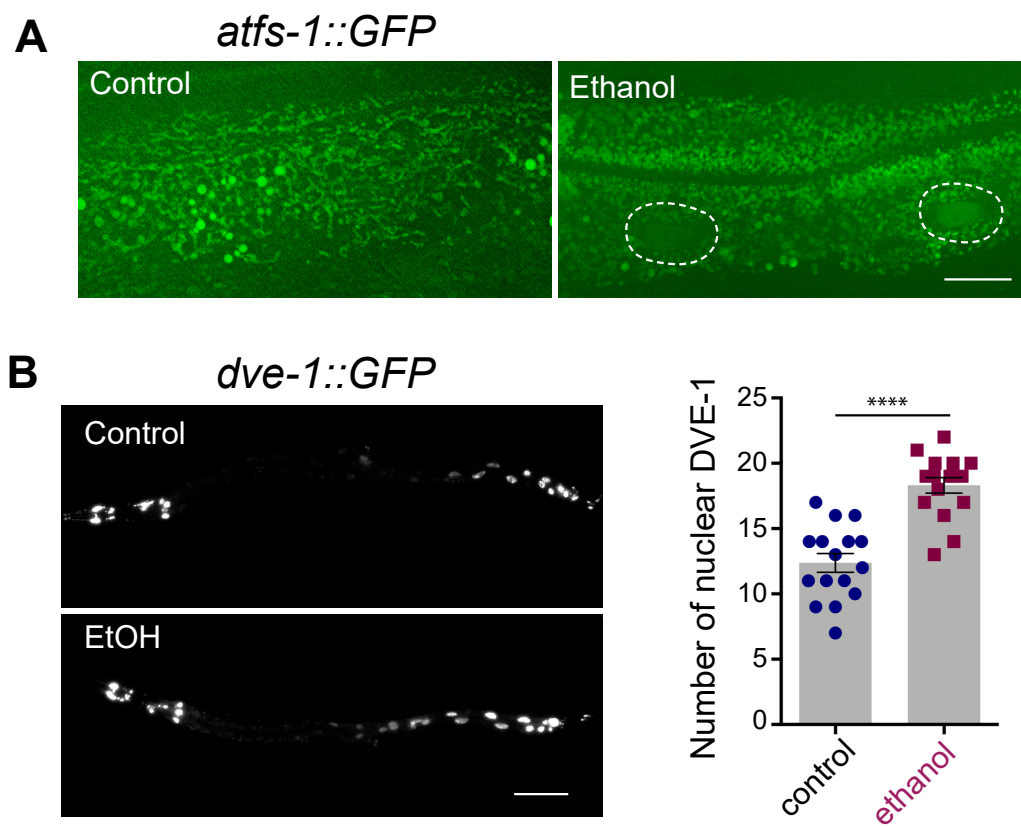 A
atfs-1::GFP
Control
Ethanol
B
dve-1::GFP
Control
EtOH
Number of nuclear DVE-1
25
20
15
10
5
0
****
control
ethanol